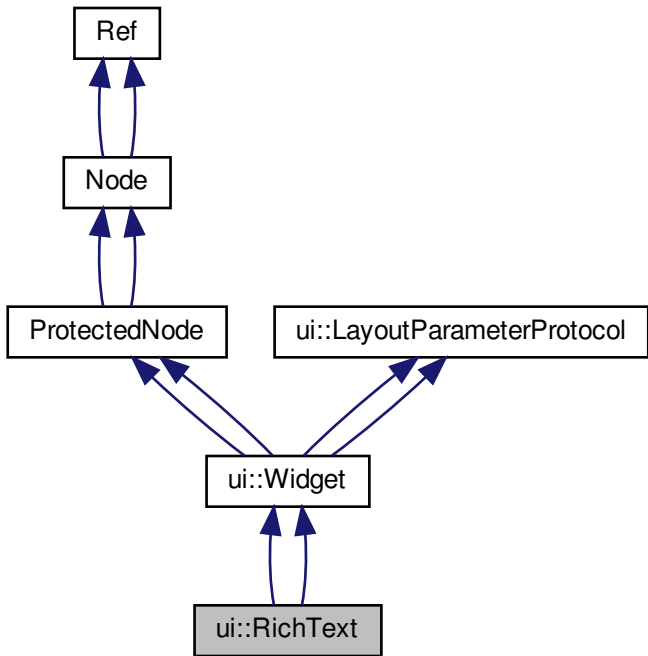 Ref
Node
ProtectedNode
ui::LayoutParameterProtocol
ui::Widget
ui::RichText